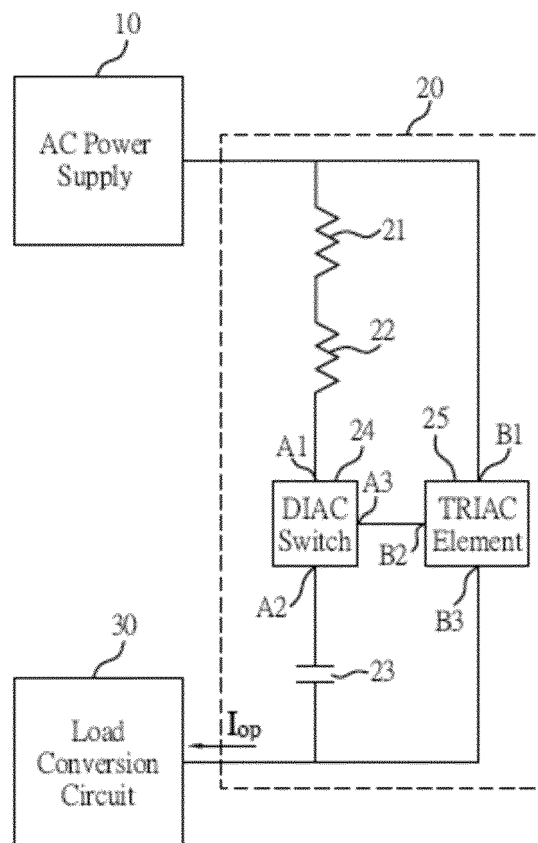 10
AC Power
Supply
20
21
22
A1
24
A3
DIAC
Switch
A2
25
B1
TRIAC
Element
B2
B3
23
30
Load
Conversion
Circuit
Iop